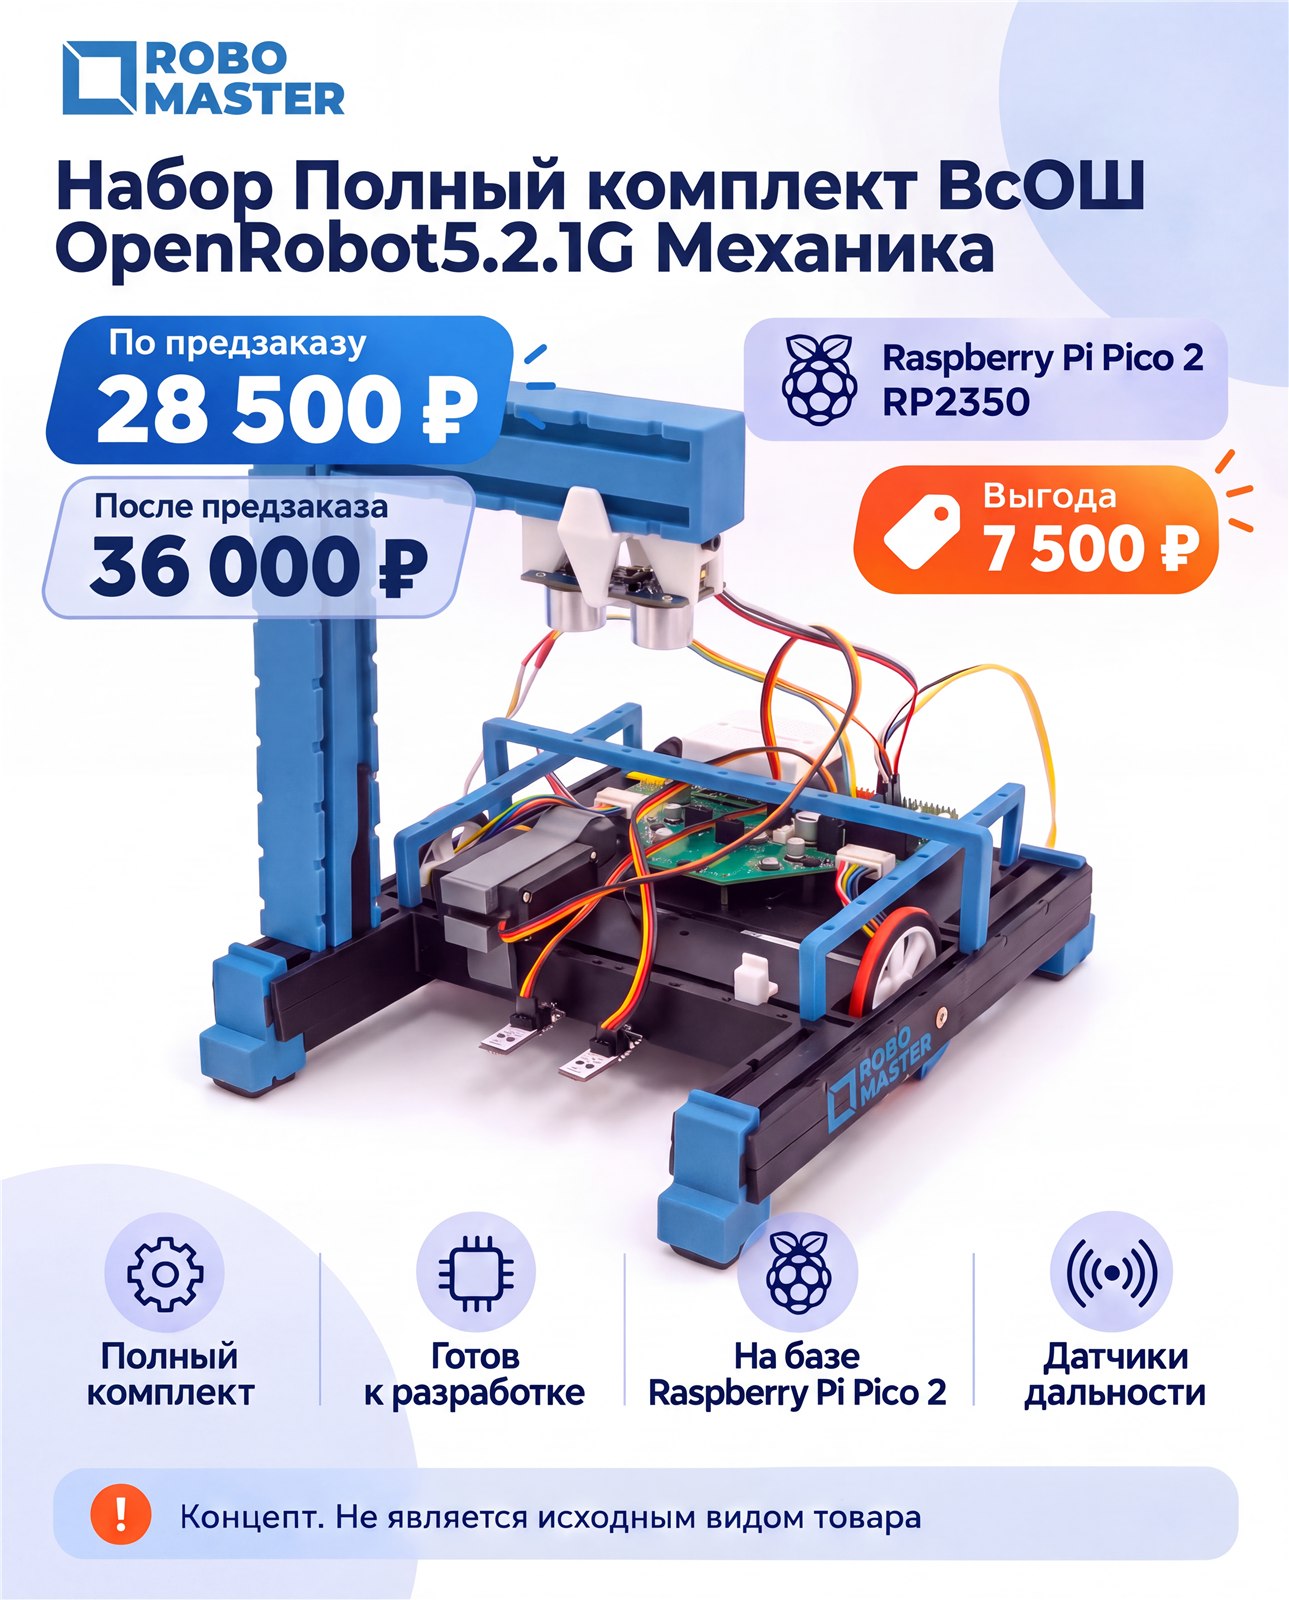 ROBO
MASTER
Набор Полный комплект ВсОШ
OpenRobot5.2.1G Механика
По предзаказу
28 500 ₽
После предзаказа
36 000 ₽
Raspberry Pi Pico 2
RP2350
Выгода
7 500 ₽
ROBO
MASTER
Полный
комплект
Готов
к разработке
На базе
Raspberry Pi Pico 2
Датчики
дальности
! Концепт. Не является исходным видом товара